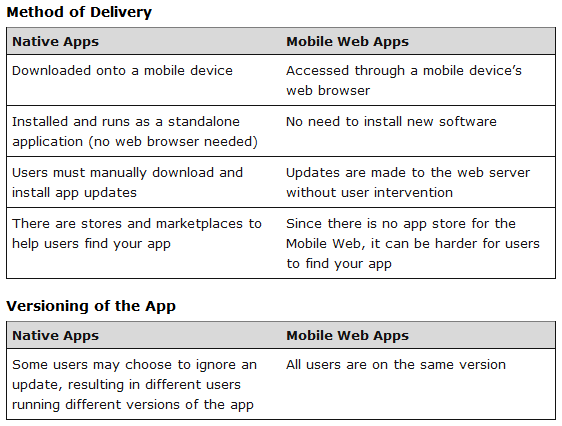 Method of Delivery
Native Apps
Mobile Web Apps
Downloaded onto a mobile device
Accessed through a mobile device's
web browser
Installed and runs as a standalone
application (no web browser needed)
No need to install new software
Users must manually download and
install app updates
Updates are made to the web server
without user intervention
There are stores and marketplaces to
help users find your app
Since there is no app store for the
Mobile Web, it can be harder for users
to find your app
Versioning of the App
Native Apps
Mobile Web Apps
Some users may choose to ignore an
update, resulting in different users
running different versions of the app
All users are on the same version